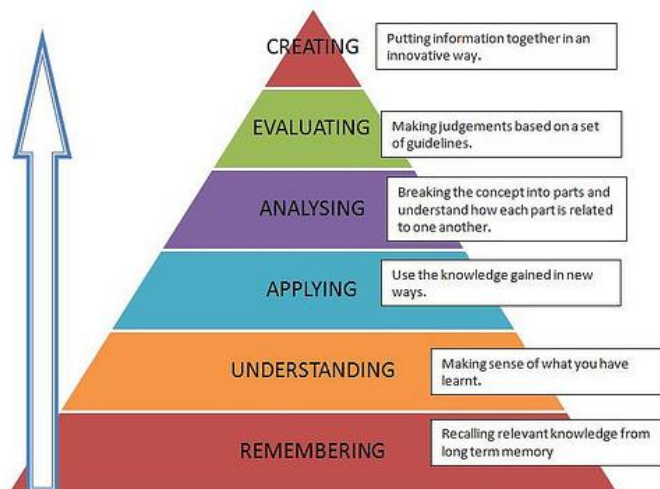 CREATING
Putting information together in an
innovative way.
EVALUATING
Making judgements based on a set
of guidelines.
ANALYSING
Breaking the concept into parts and
understand how each part is related
to one another.
APPLYING
Use the knowledge gained in new
ways.
UNDERSTANDING
Making sense of what you have
learnt.
REMEMBERING
Recalling relevant knowledge from
long term memory